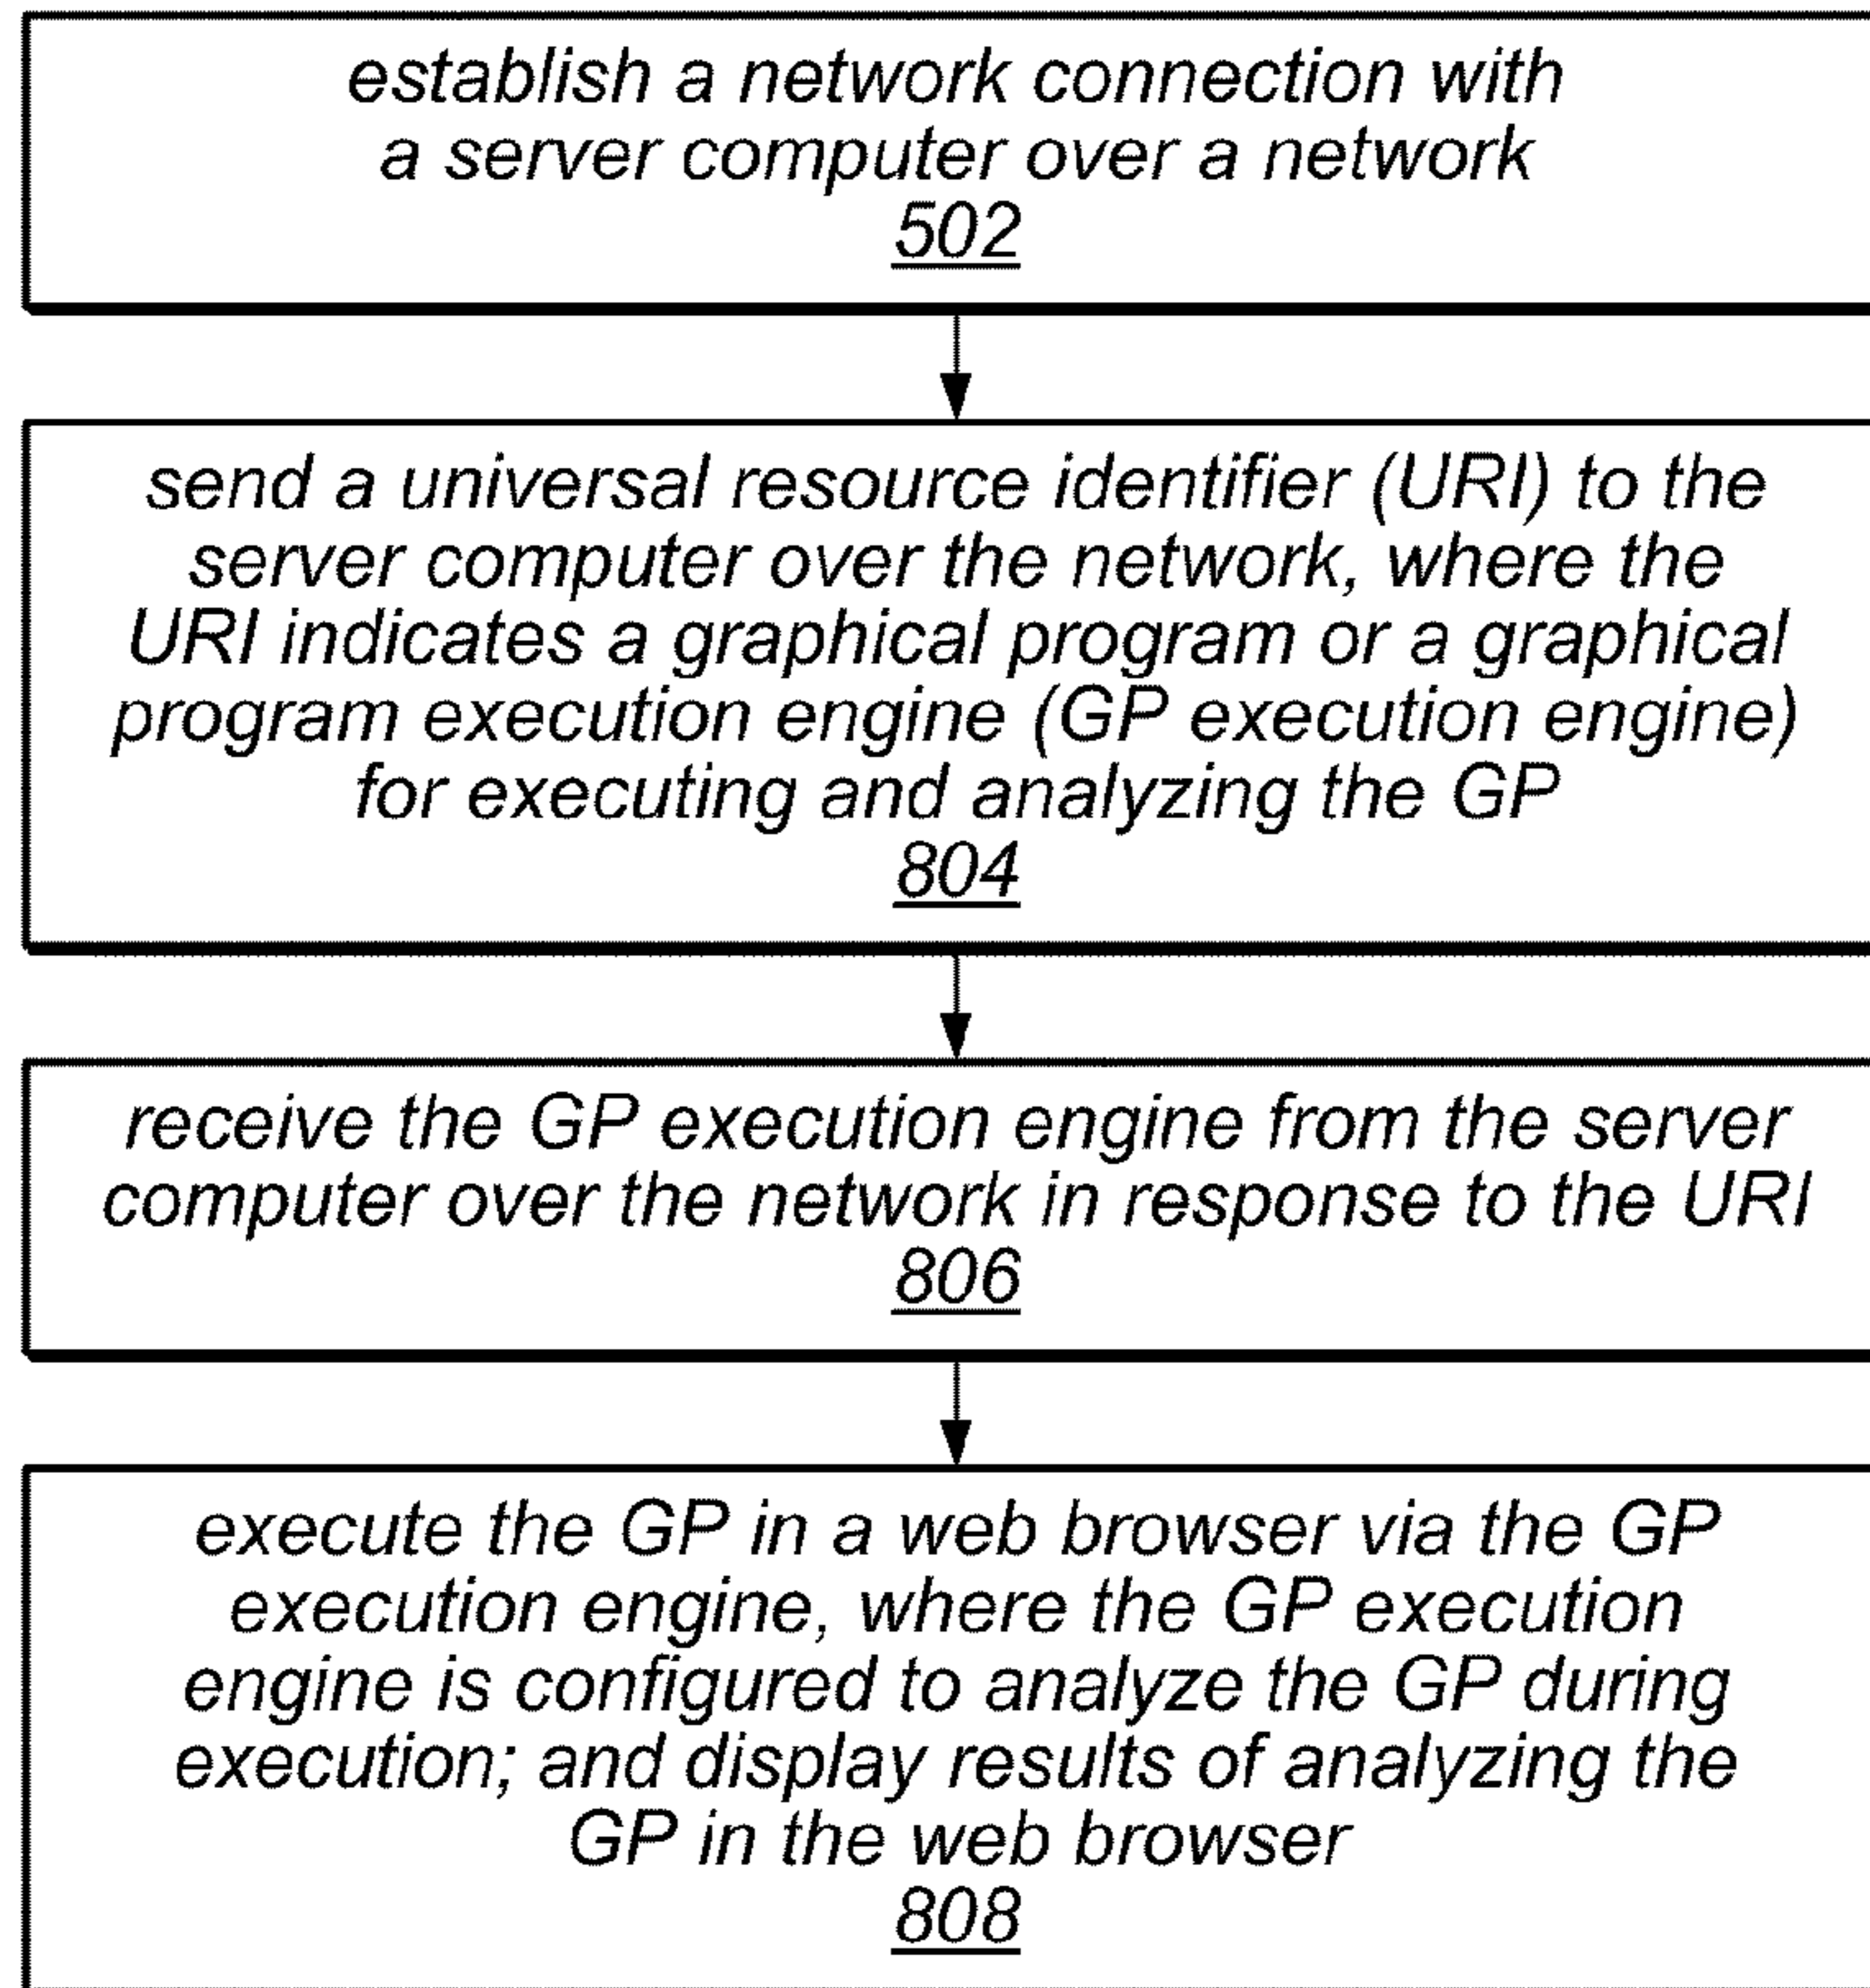 establish a network connection with
a server computer over a network
502
send a universal resource identifier (URI) to the
server computer over the network, where the
URI indicates a graphical program or a graphical
program execution engine (GP execution engine)
for executing and analyzing the GP
804
receive the GP execution engine from the server
computer over the network in response to the URI
806
execute the GP in a web browser via the GP
execution engine, where the GP execution
engine is configured to analyze the GP during
execution; and display results of analyzing the
GP in the web browser
808